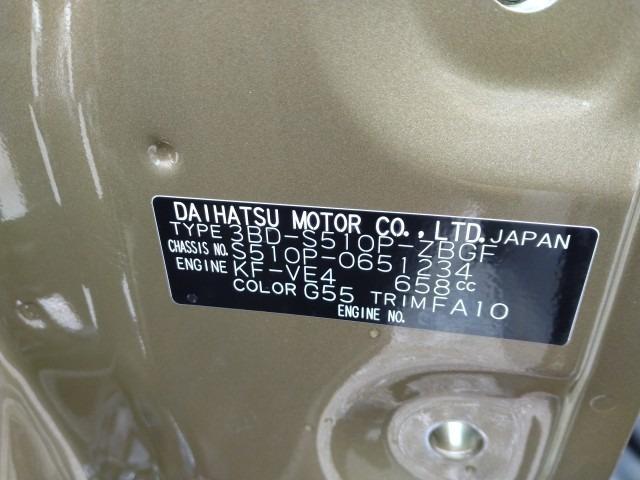 DAIHATSU MOTOR CO., LTD. JAPAN
TYPE 3BD-S510P-ZBGF
CHASSIS NO. S510P-0651234
ENGINE KF-VE4 658cc
COLOR G55 TRIM FA10
ENGINE NO.